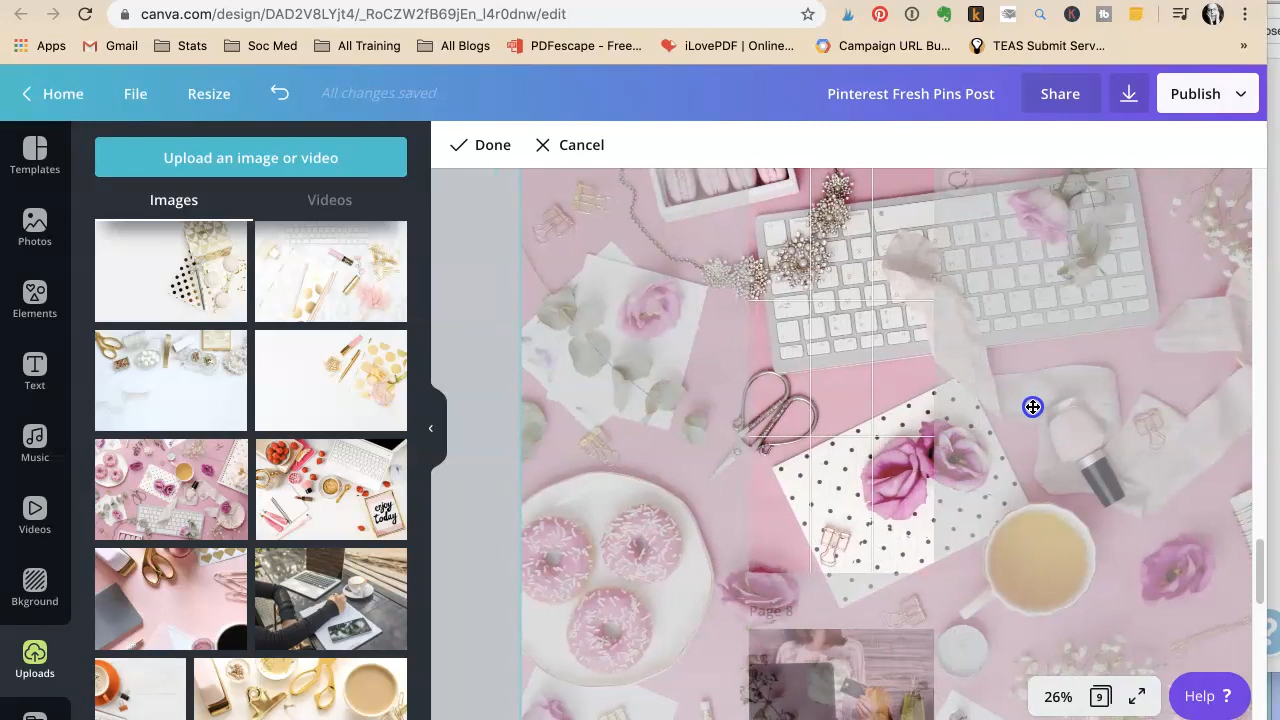 canva.com/design/DAD2V8LYjt4/_RoCZW2fB69jEn_l4r0dnw/edit
Apps Gmail Stats Soc Med All Training All Blogs PDFescape - Free... iLovePDF | Online... Campaign URL Bu... TEAS Submit Serv... »
Home File Resize All changes saved Pinterest Fresh Pins Post Share Publish
Upload an image or video
Done Cancel
Images Videos
Templates
Photos
Elements
Text
Music
Videos
Bkground
Uploads
enjoy
today
Page 8
26% 9 Help ?